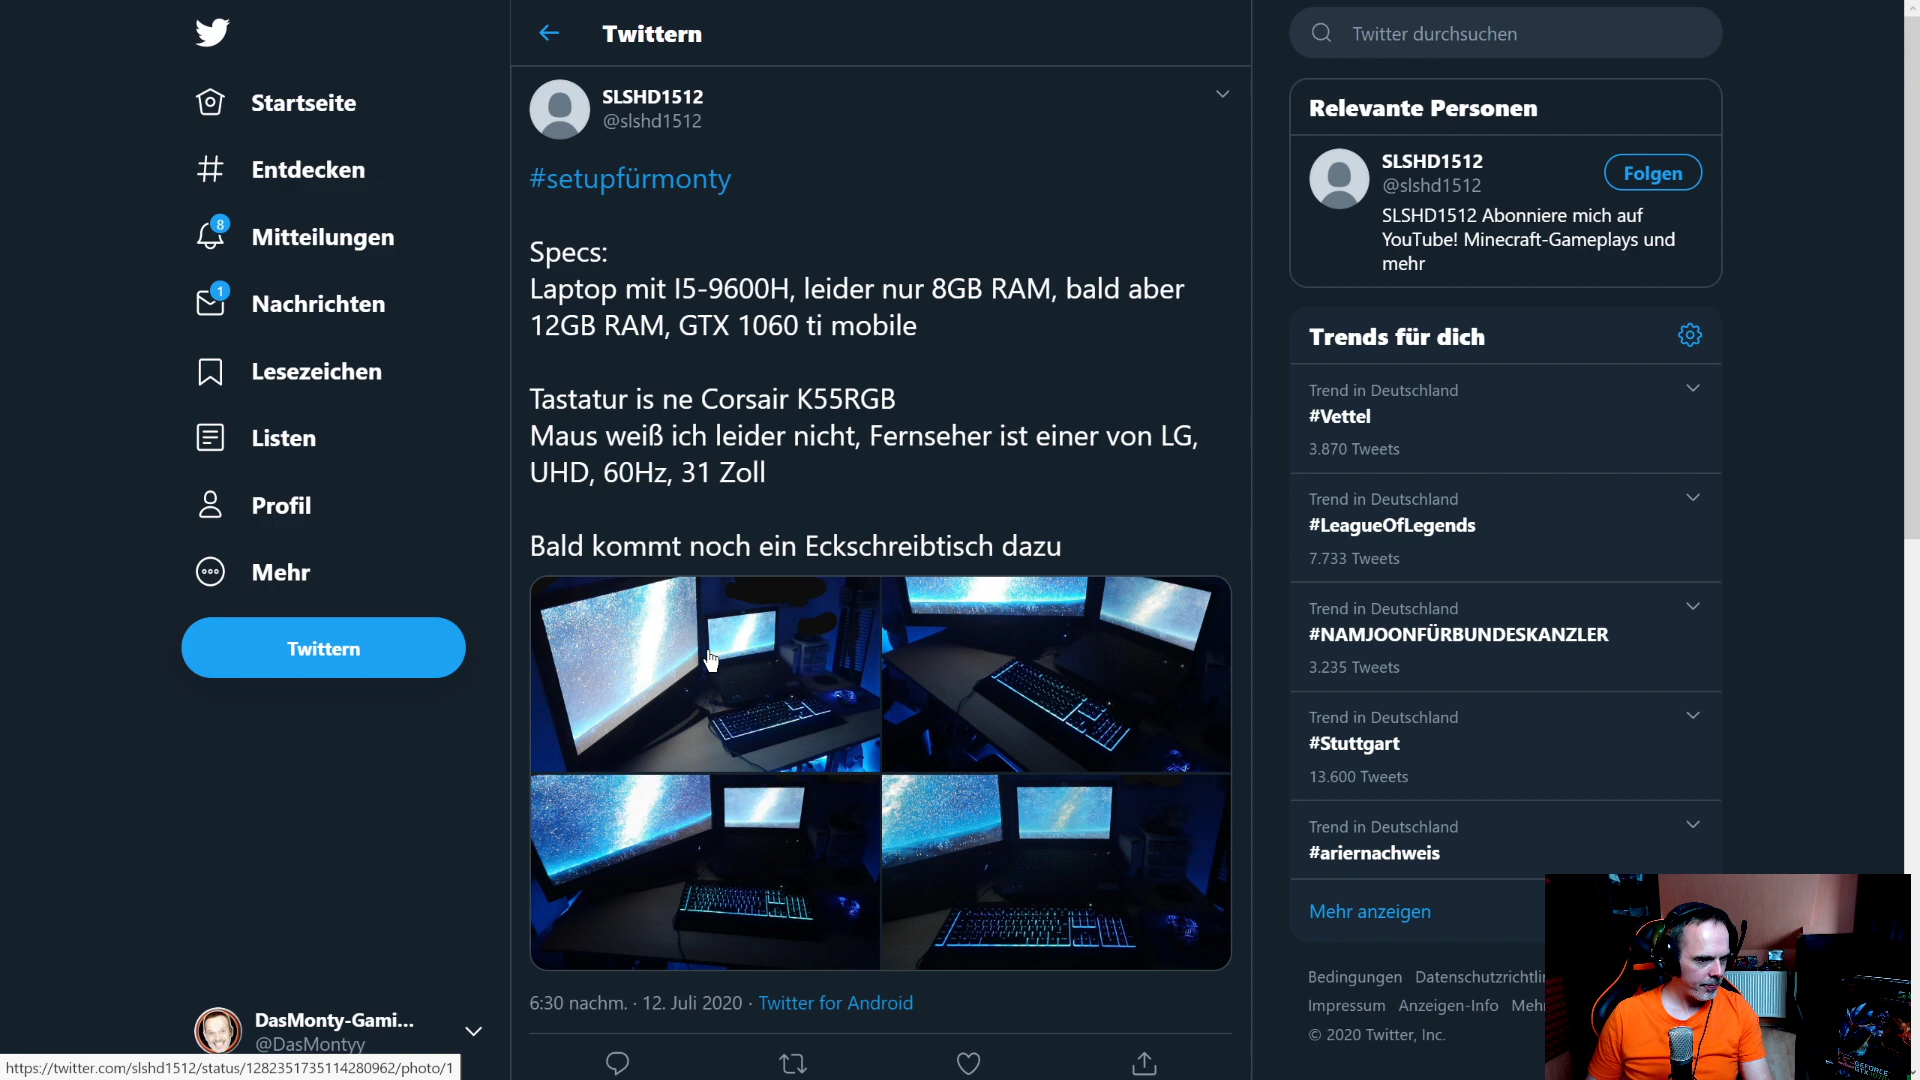 Startseite
Entdecken
8
Mitteilungen
1
Nachrichten
Lesezeichen
Listen
Profil
Mehr
Twittern
DasMonty-Gami...
@DasMontyy
https://twitter.com/slshd1512/status/1282351735114280962/photo/1
Twittern
SLSHD1512
@slshd1512
#setupfürmonty
Specs:
Laptop mit I5-9600H, leider nur 8GB RAM, bald aber
12GB RAM, GTX 1060 ti mobile
Tastatur is ne Corsair K55RGB
Maus weiß ich leider nicht, Fernseher ist einer von LG,
UHD, 60Hz, 31 Zoll
Bald kommt noch ein Eckschreibtisch dazu
6:30 nachm. · 12. Juli 2020 · Twitter for Android
Twitter durchsuchen
Relevante Personen
SLSHD1512
@slshd1512
Folgen
SLSHD1512 Abonniere mich auf
YouTube! Minecraft-Gameplays und
mehr
Trends für dich
Trend in Deutschland
#Vettel
3.870 Tweets
Trend in Deutschland
#LeagueOfLegends
7.733 Tweets
Trend in Deutschland
#NAMJOONFÜRBUNDESKANZLER
3.235 Tweets
Trend in Deutschland
#Stuttgart
13.600 Tweets
Trend in Deutschland
#ariernachweis
Mehr anzeigen
Bedingungen Datenschutzrichtlin
Impressum Anzeigen-Info Meh
© 2020 Twitter, Inc.
GEFORCE